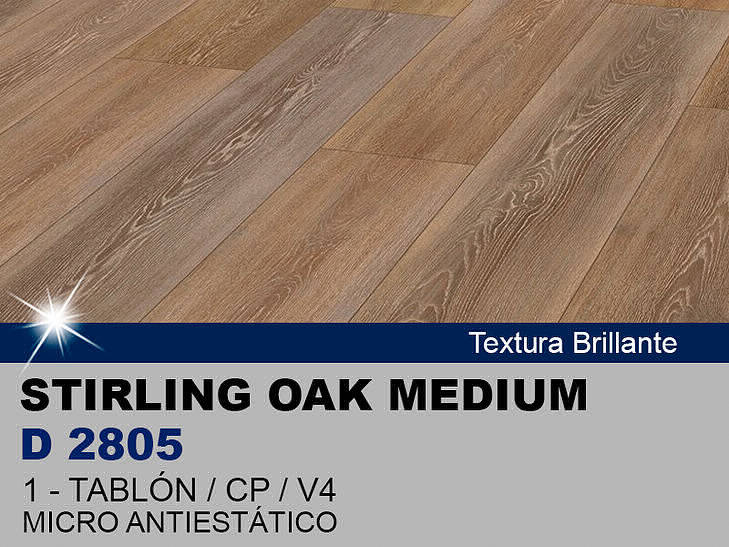 Textura Brillante
STIRLING OAK MEDIUM
D 2805
1 - TABLÓN / CP / V4
MICRO ANTIESTÁTICO